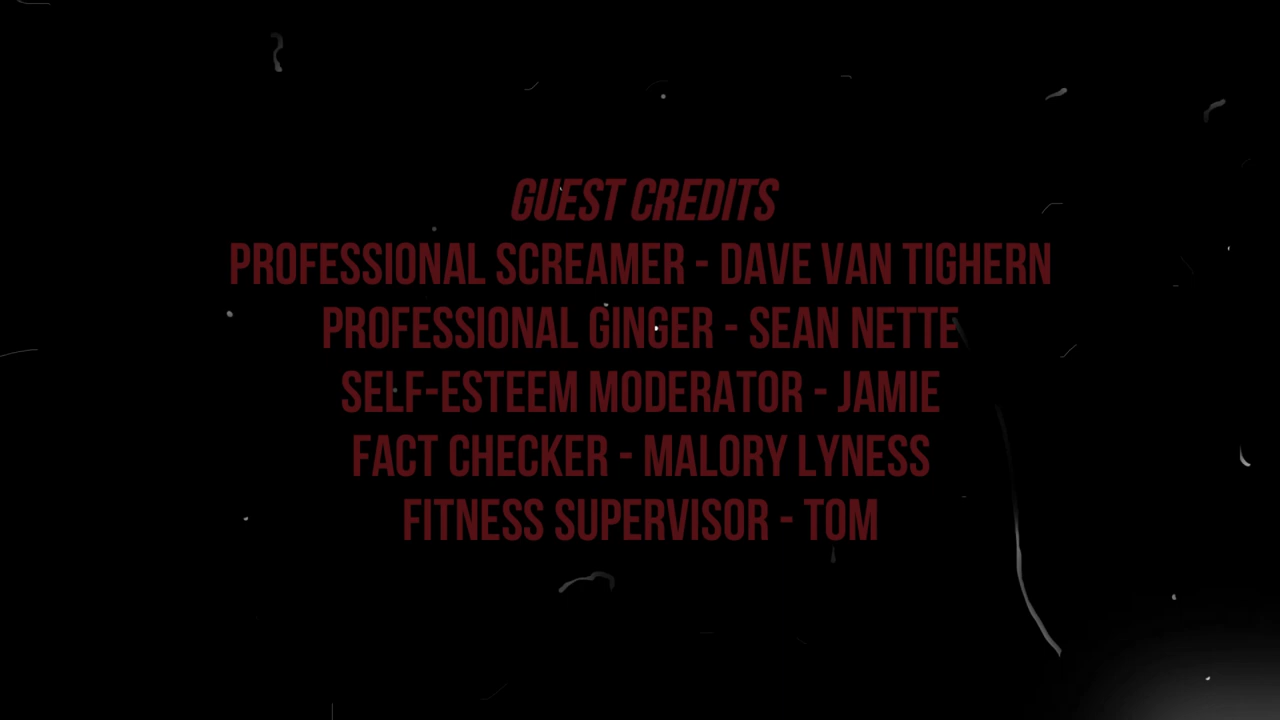 GUEST CREDITS
PROFESSIONAL SCREAMER - DAVE VAN TIGHERN
PROFESSIONAL GINGER - SEAN NETTE
SELF-ESTEEM MODERATOR - JAMIE
FACT CHECKER - MALORY LYNESS
FITNESS SUPERVISOR - TOM